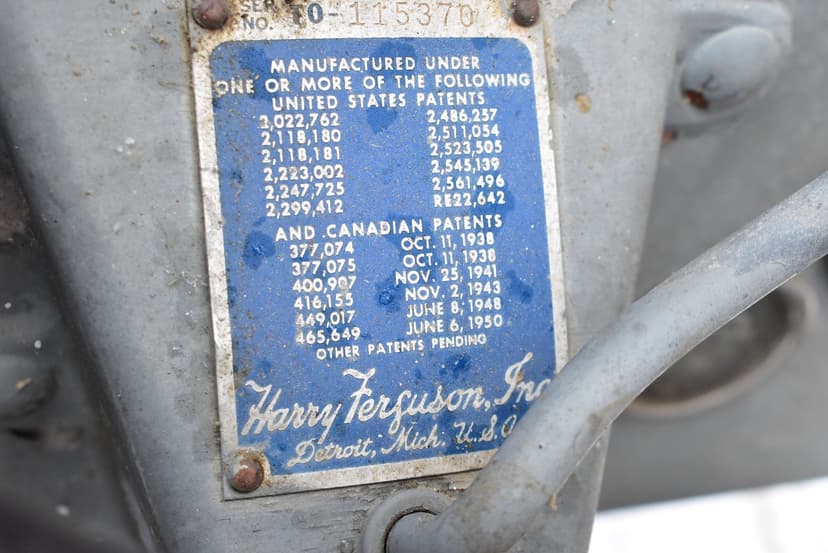 SER.
NO. TO-115370
MANUFACTURED UNDER
ONE OR MORE OF THE FOLLOWING
UNITED STATES PATENTS
2,022,762 2,486,257
2,118,180 2,511,054
2,118,181 2,523,505
2,223,002 2,545,139
2,247,725 2,561,496
2,299,412 RE22,642
AND CANADIAN PATENTS
377,074 OCT. 11, 1938
377,075 OCT. 11, 1938
400,907 NOV. 25, 1941
416,155 NOV. 2, 1943
449,017 JUNE 8, 1948
465,649 JUNE 6, 1950
OTHER PATENTS PENDING
Harry Ferguson, Inc
Detroit, Mich. U.S.A